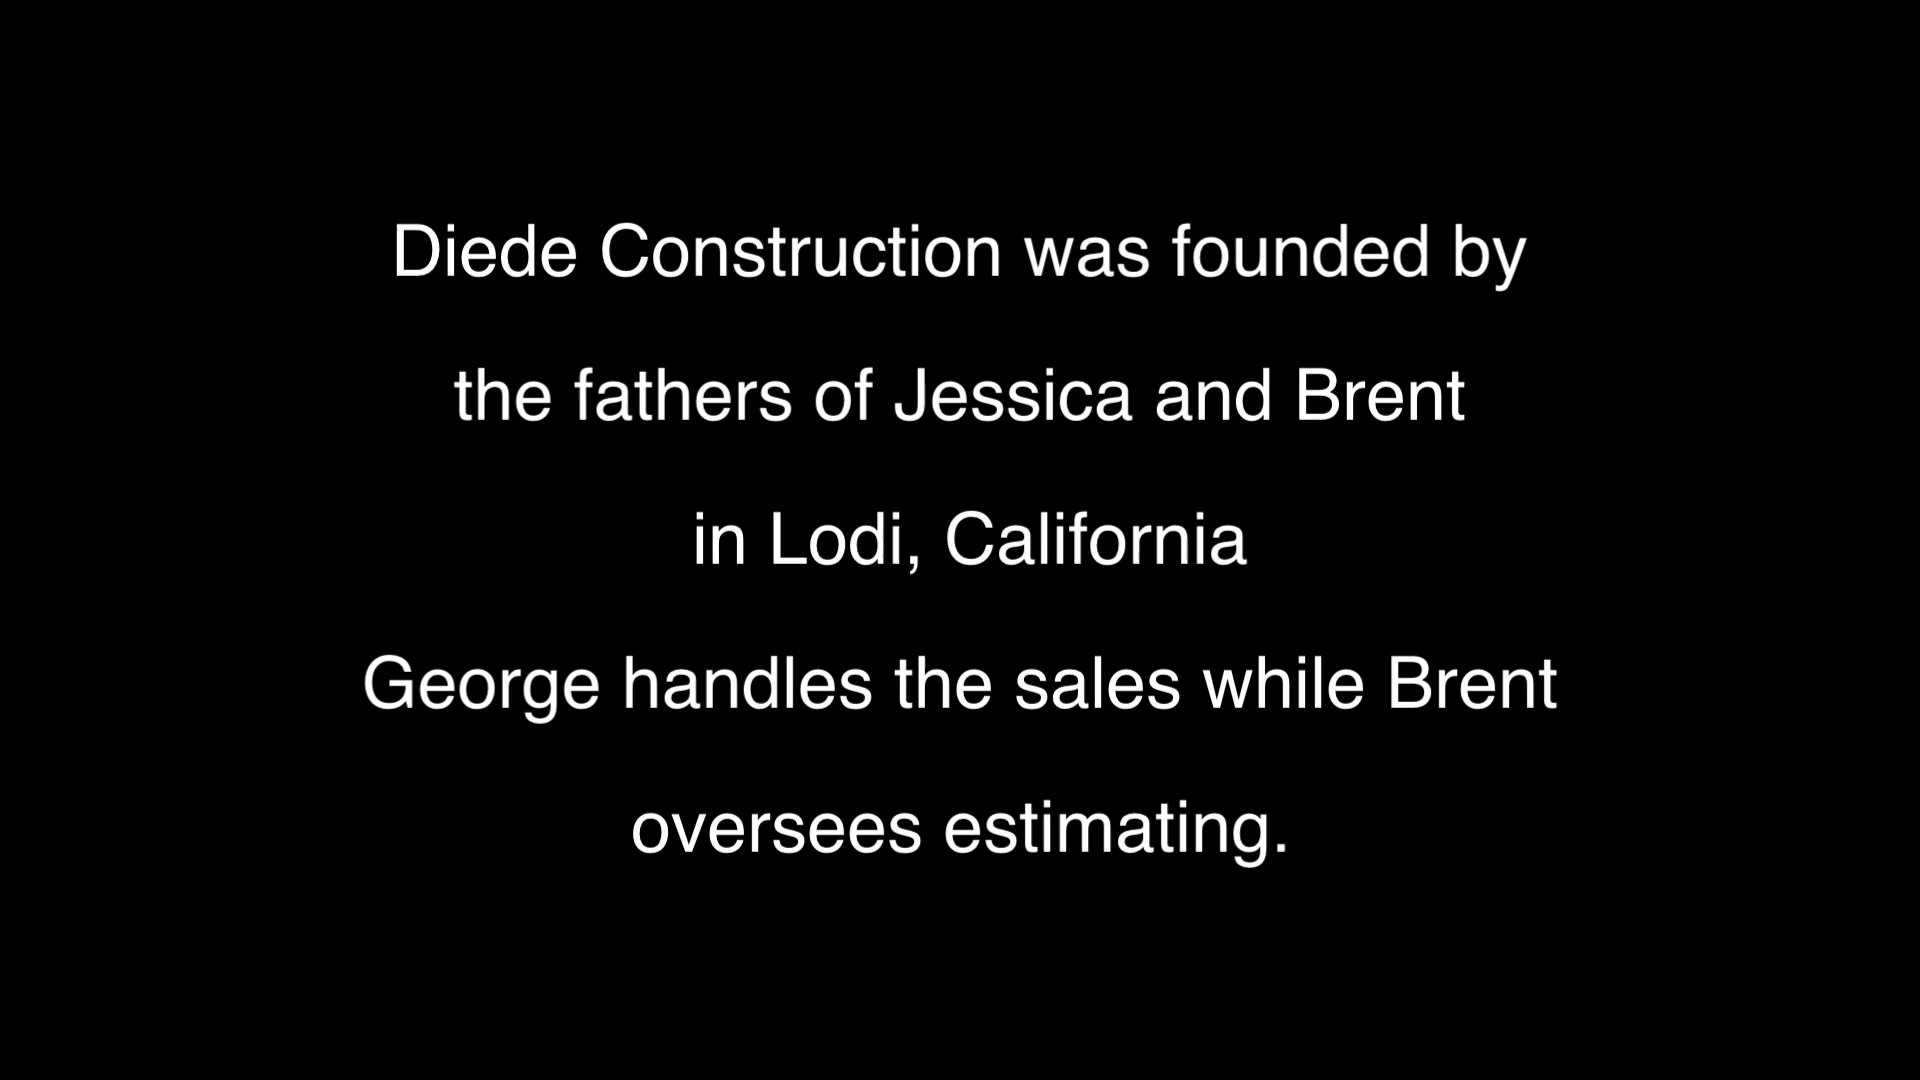 Diede Construction was founded by
the fathers of Jessica and Brent
in Lodi, California
George handles the sales while Brent
oversees estimating.